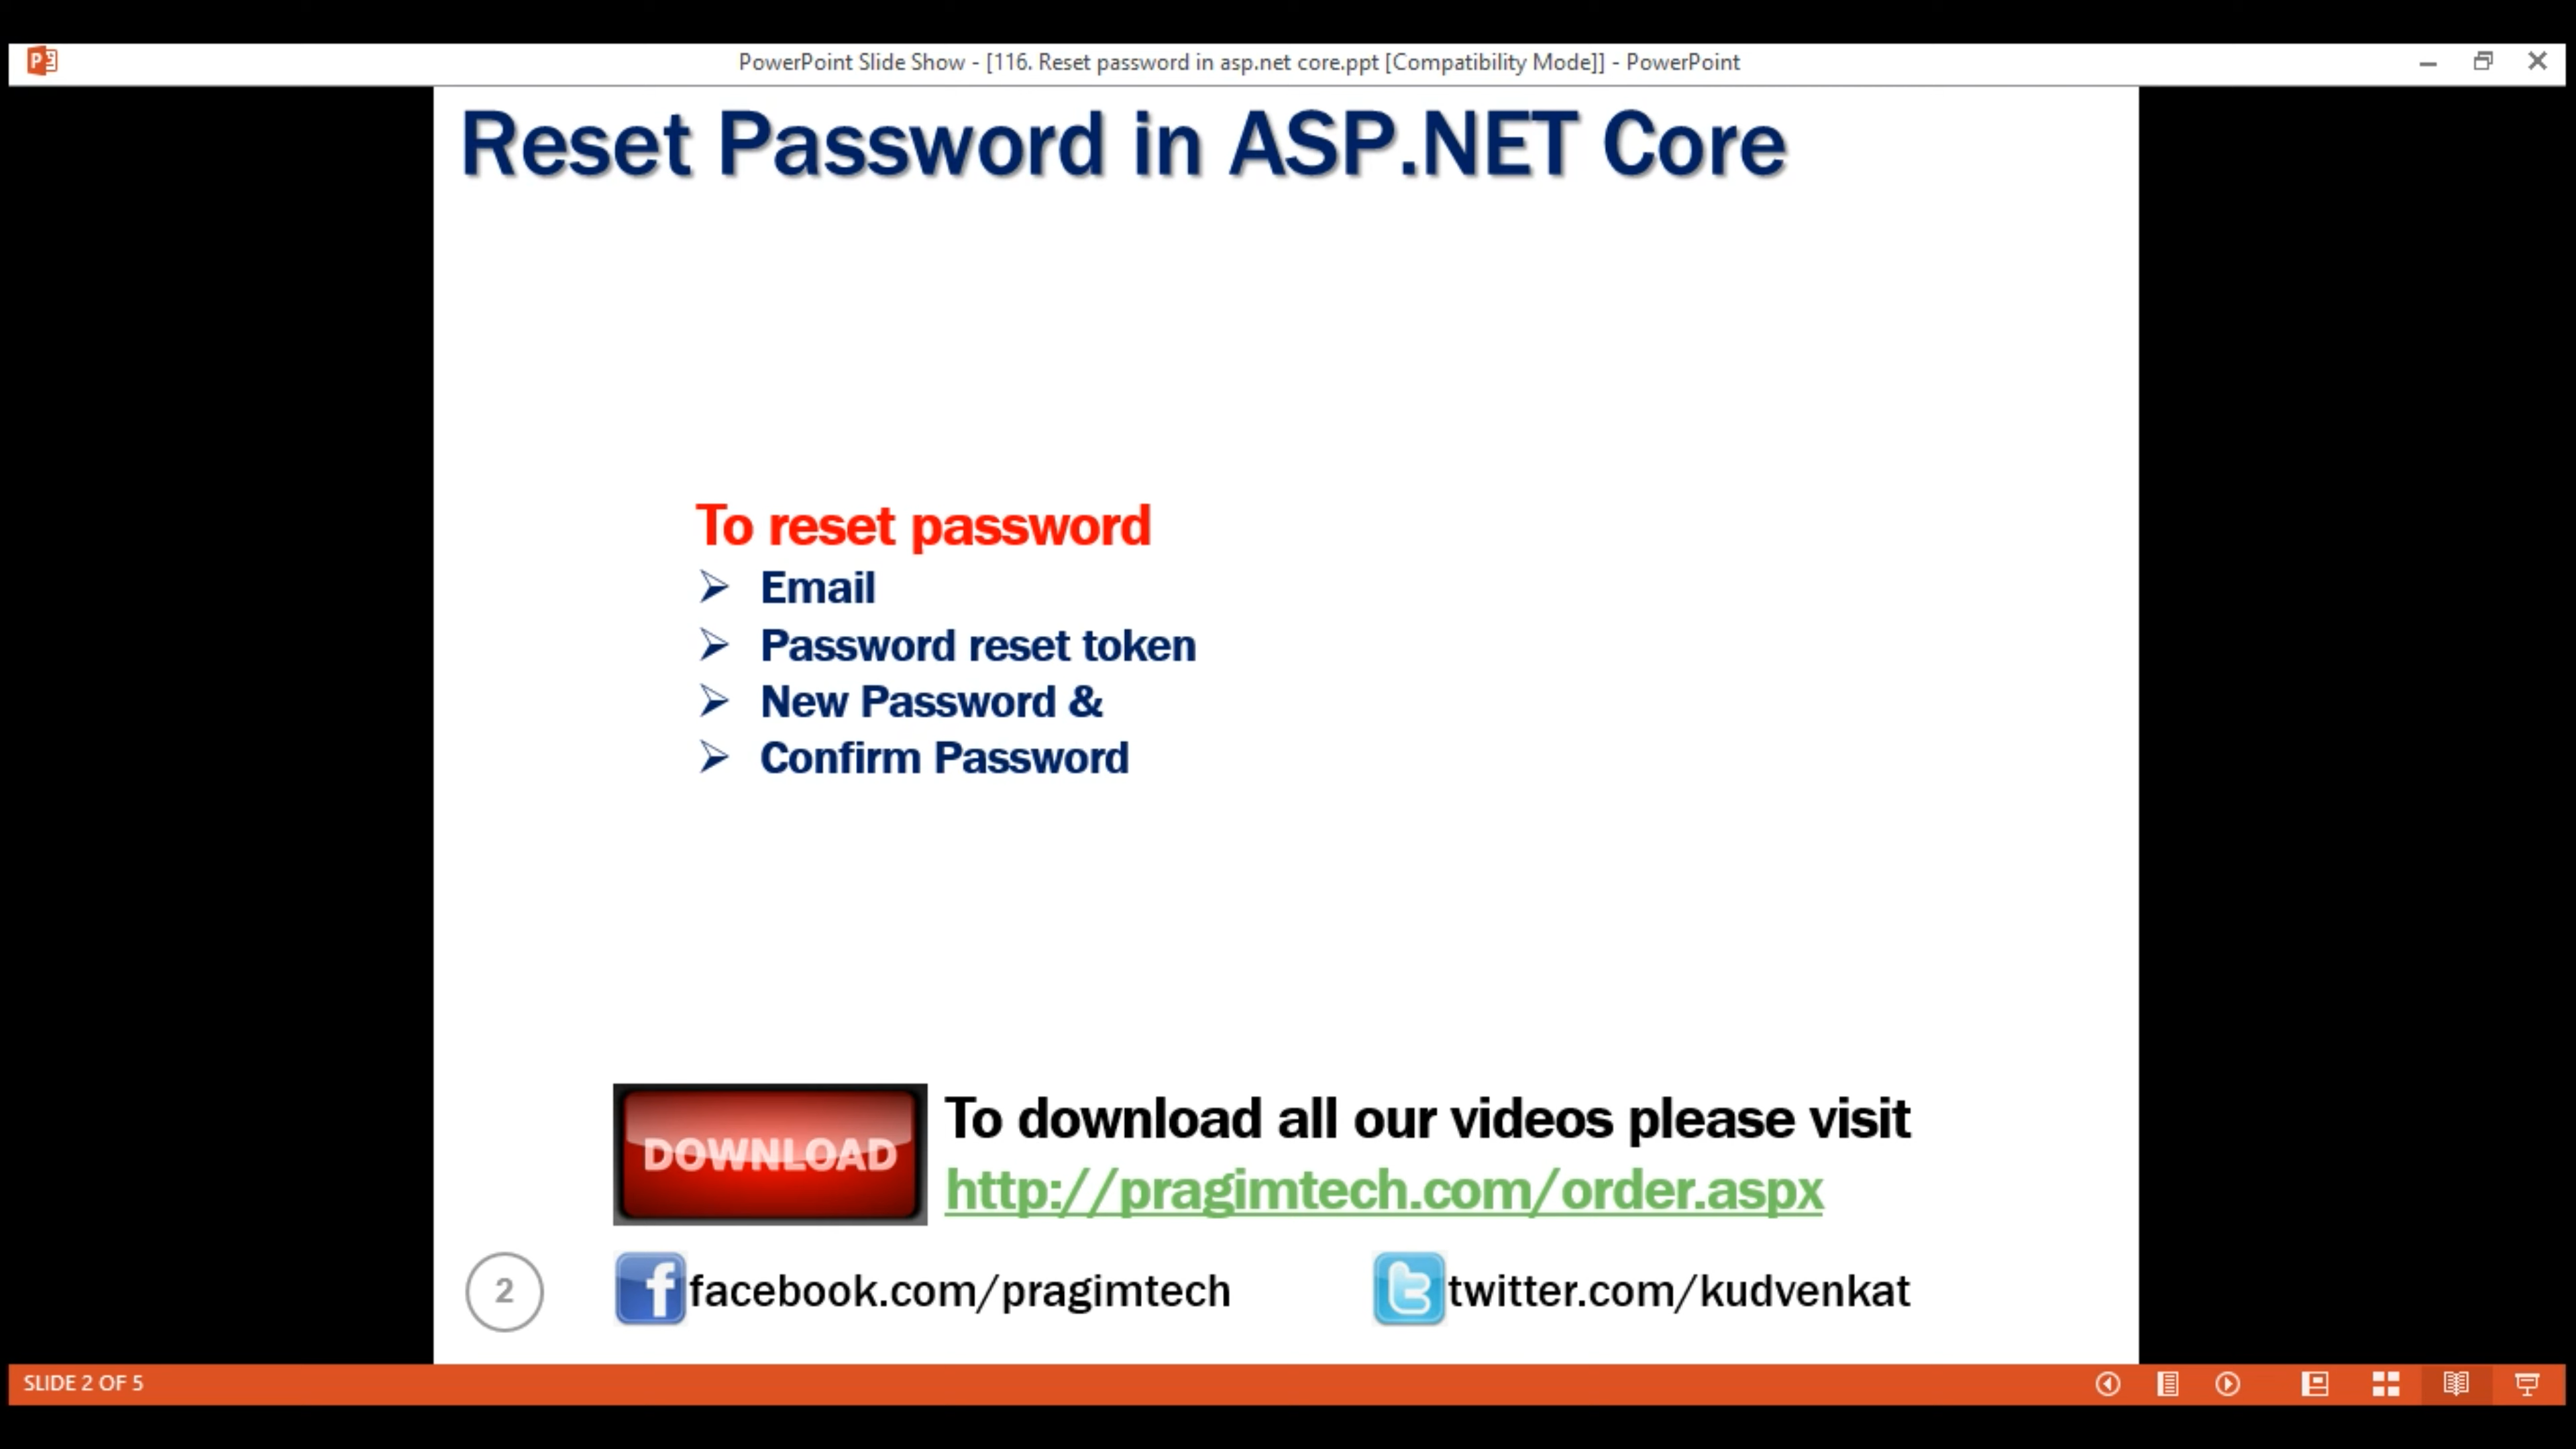 PowerPoint Slide Show - [116. Reset password in asp.net core.ppt [Compatibility Mode]] - PowerPoint
Reset Password in ASP.NET Core
To reset password
Email
Password reset token
New Password &
Confirm Password
DOWNLOAD
To download all our videos please visit
http://pragimtech.com/order.aspx
2
facebook.com/pragimtech
twitter.com/kudvenkat
SLIDE 2 OF 5